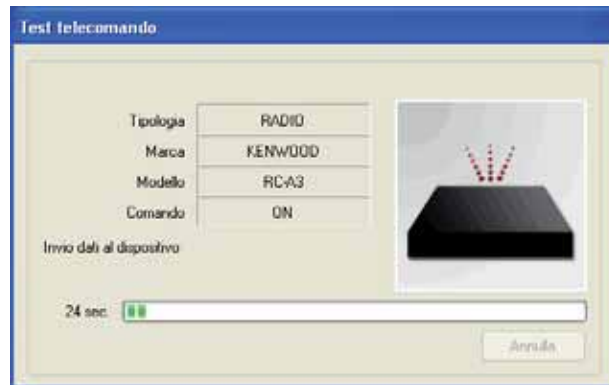 Test telecomando
Tipologia RADIO
Marca KENWOOD
Modello RC-A3
Comando ON
Invio dati al dispositivo
24 sec.
Annulla